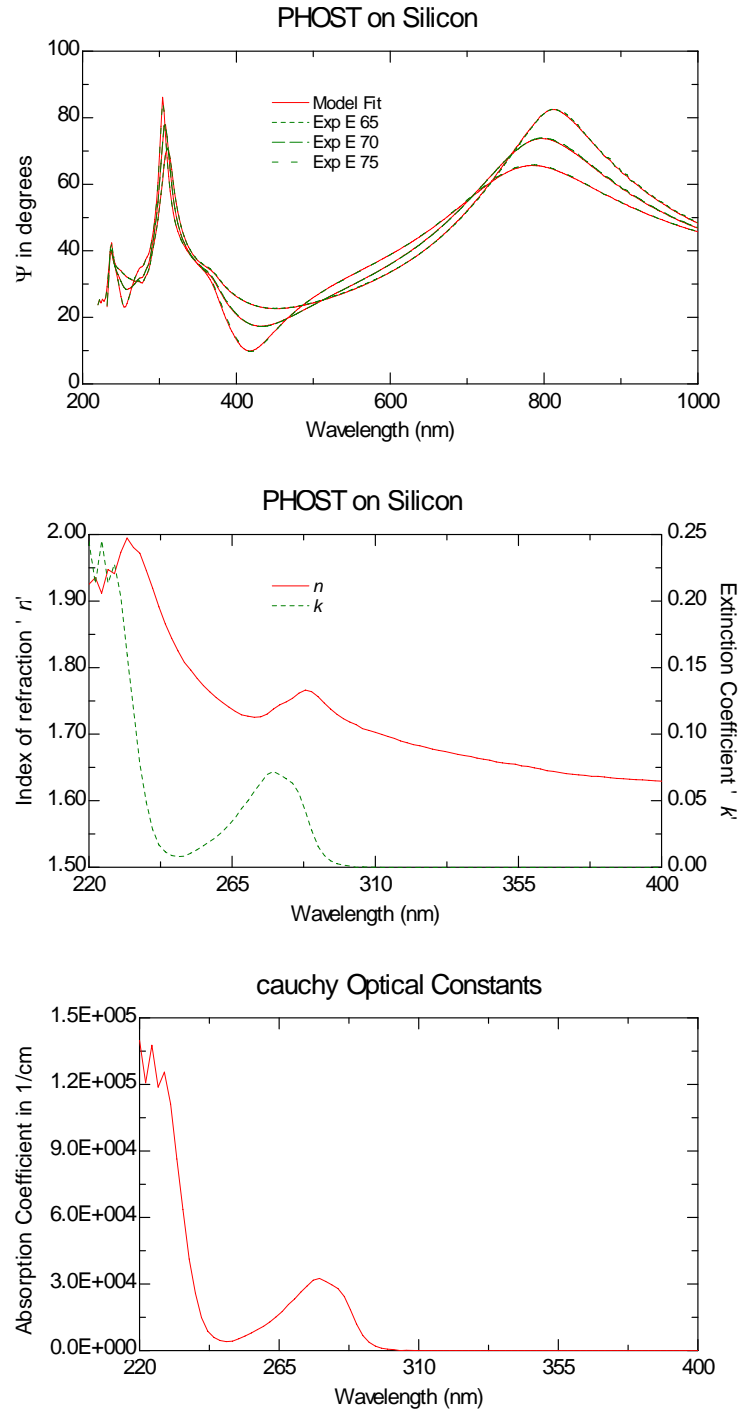 PHOST on Silicon
Ψ in degrees
100
80
60
40
20
0
Model Fit
Exp E 65
Exp E 70
Exp E 75
200
400
600
800
1000
Wavelength (nm)
PHOST on Silicon
Index of refraction ' n'
2.00
1.90
1.80
1.70
1.60
1.50
n
k
0.25
0.20
0.15
0.10
0.05
0.00
Extinction Coefficient ' k'
220
265
310
355
400
Wavelength (nm)
cauchy Optical Constants
Absorption Coefficient in 1/cm
1.5E+005
1.2E+005
9.0E+004
6.0E+004
3.0E+004
0.0E+000
220
265
310
355
400
Wavelength (nm)